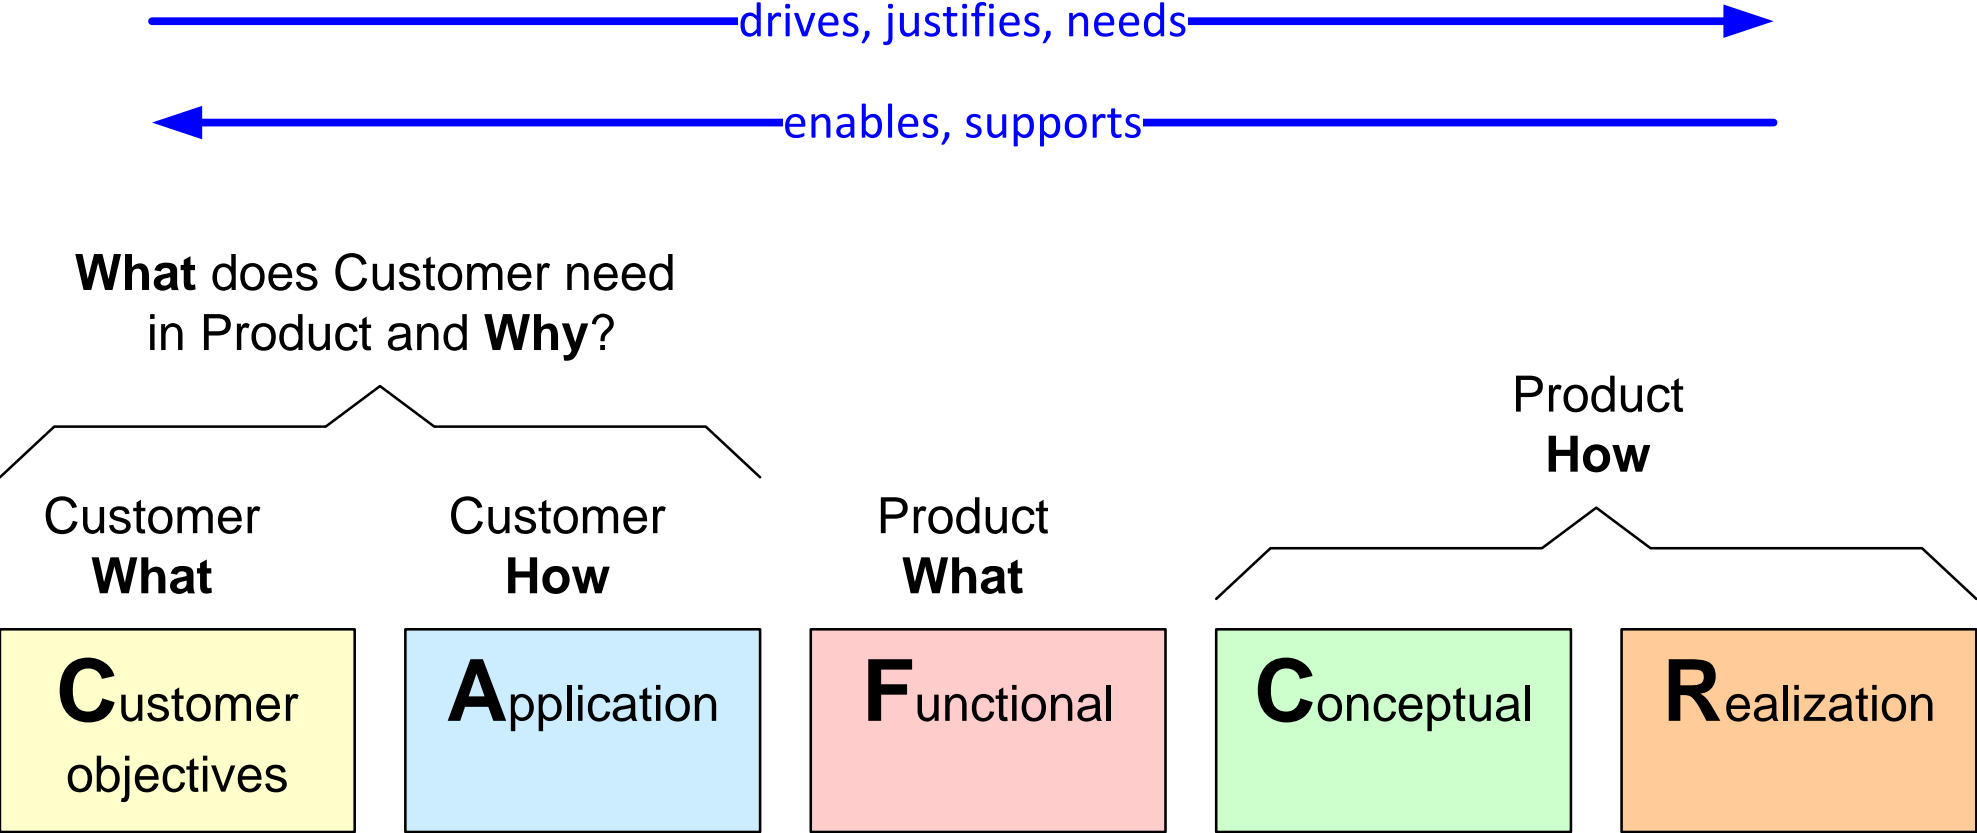 drives, justifies, needs
enables, supports
What does Customer need
in Product and Why?
Product
How
Customer
What
Customer
How
Product
What
Customer
objectives
Application
Functional
Conceptual
Realization